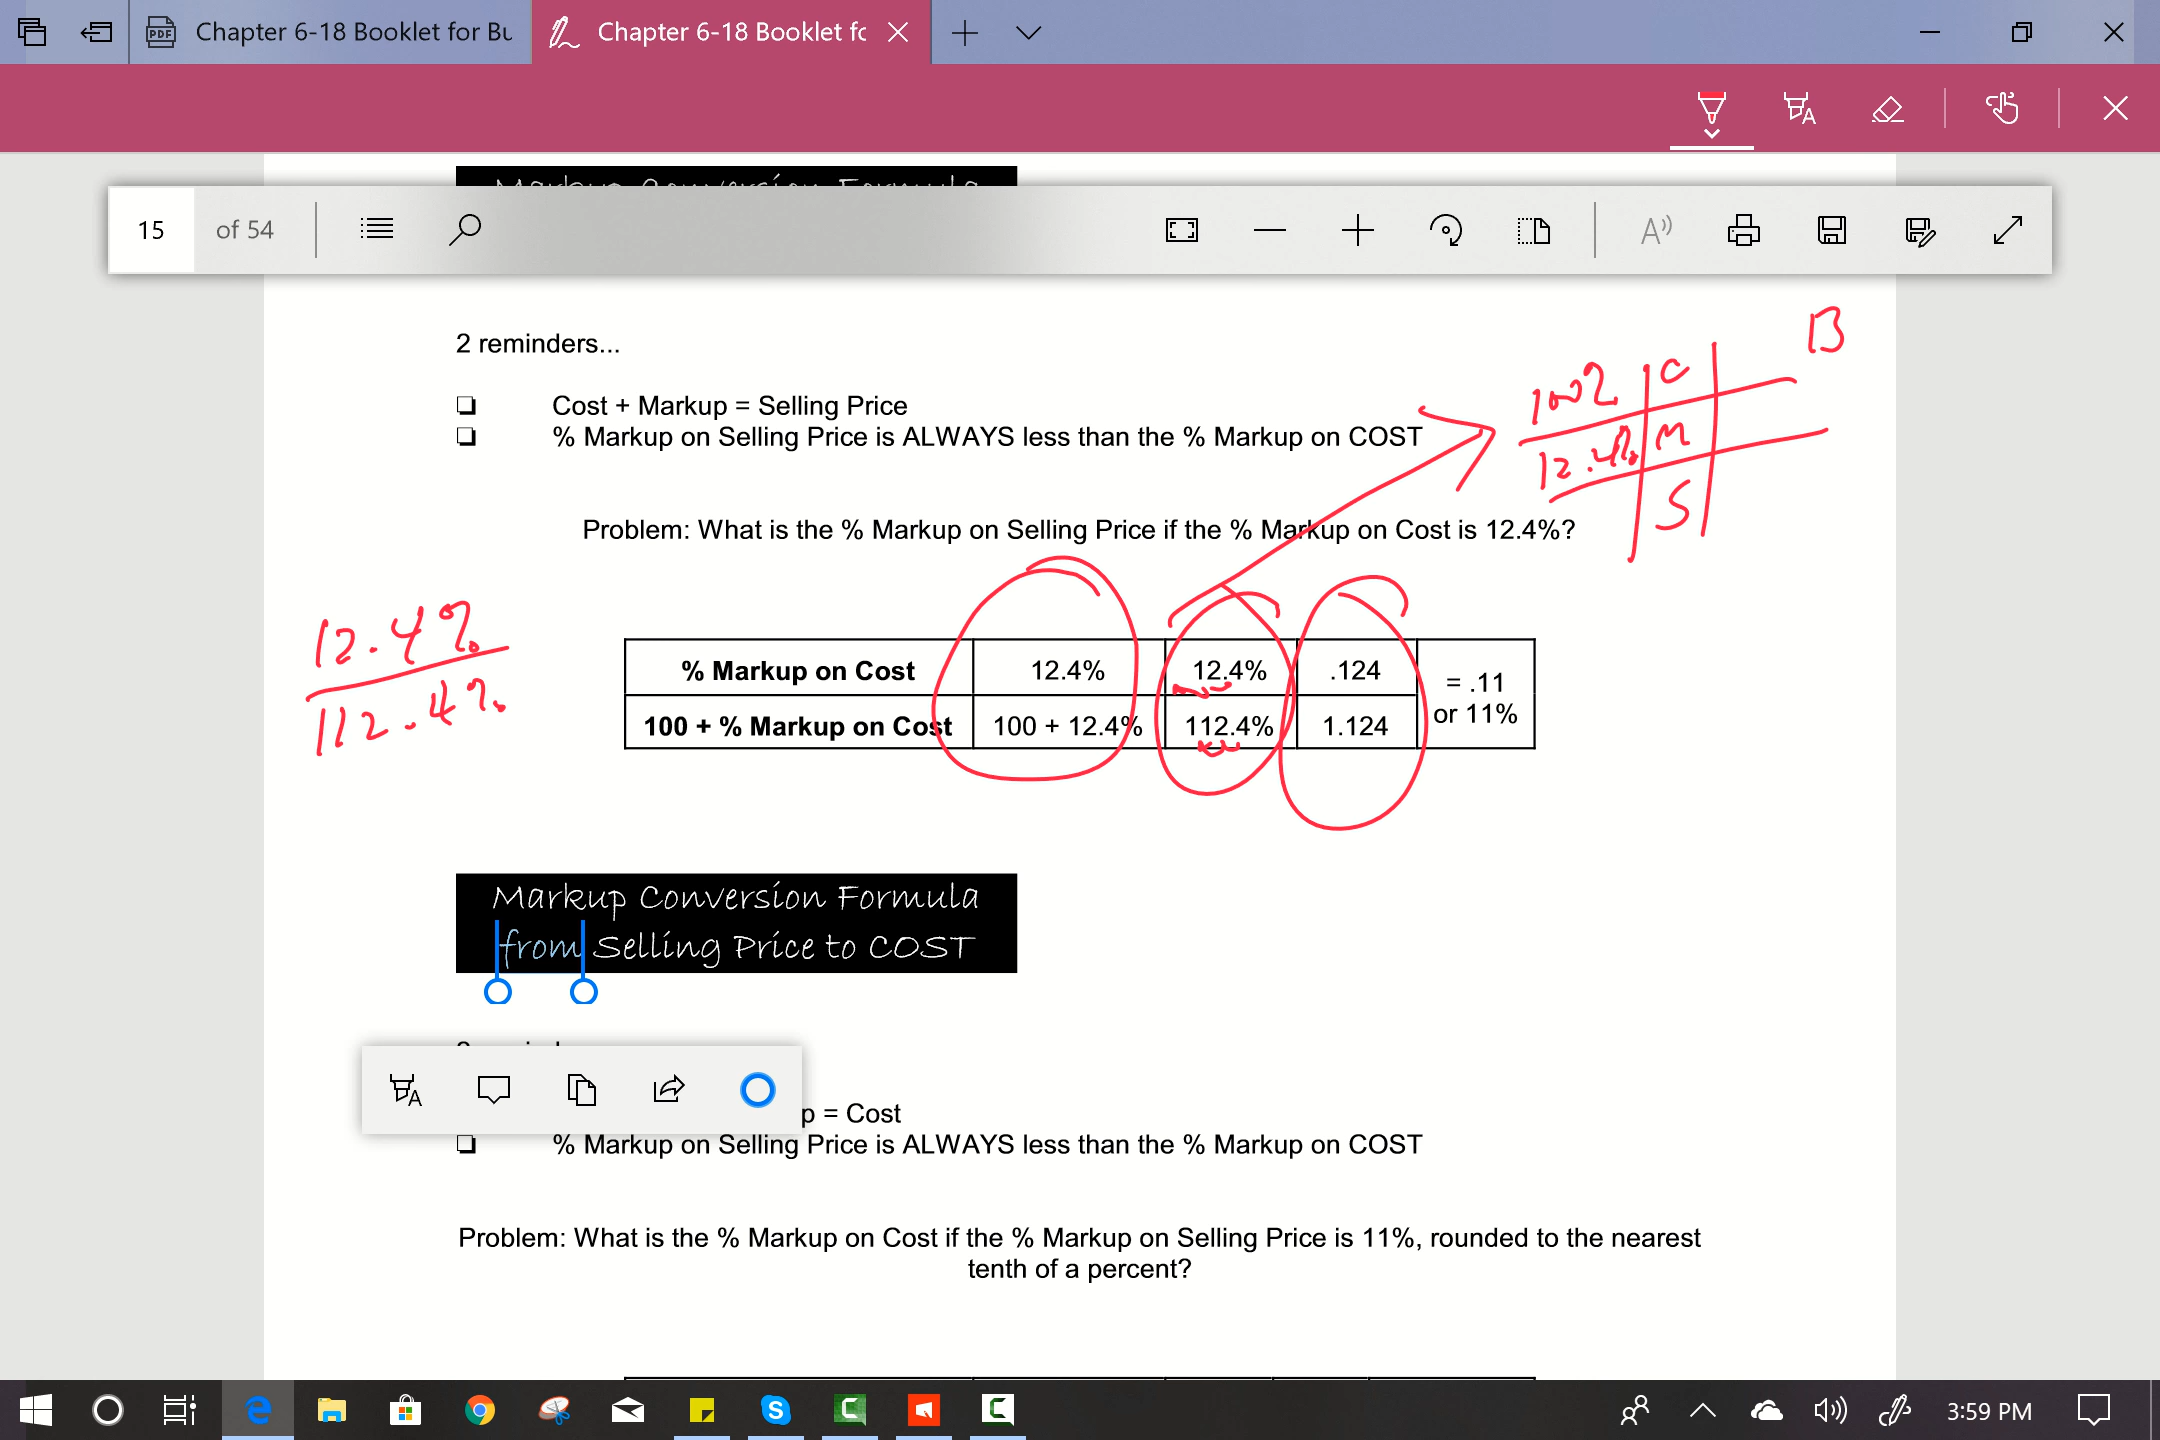 Chapter 6-18 Booklet for Bu
Chapter 6-18 Booklet fo
Markup Conversion Formula
15 of 54
2 reminders...
Cost + Markup = Selling Price
% Markup on Selling Price is ALWAYS less than the % Markup on COST
B
100% C
12.4% M
S
Problem: What is the % Markup on Selling Price if the % Markup on Cost is 12.4%?
12.4%
112.4%
% Markup on Cost 12.4% 12.4% .124
100 + % Markup on Cost 100 + 12.4% 112.4% 1.124
= .11
or 11%
Markup Conversion Formula
from Selling Price to COST
p = Cost
% Markup on Selling Price is ALWAYS less than the % Markup on COST
Problem: What is the % Markup on Cost if the % Markup on Selling Price is 11%, rounded to the nearest
tenth of a percent?
3:59 PM